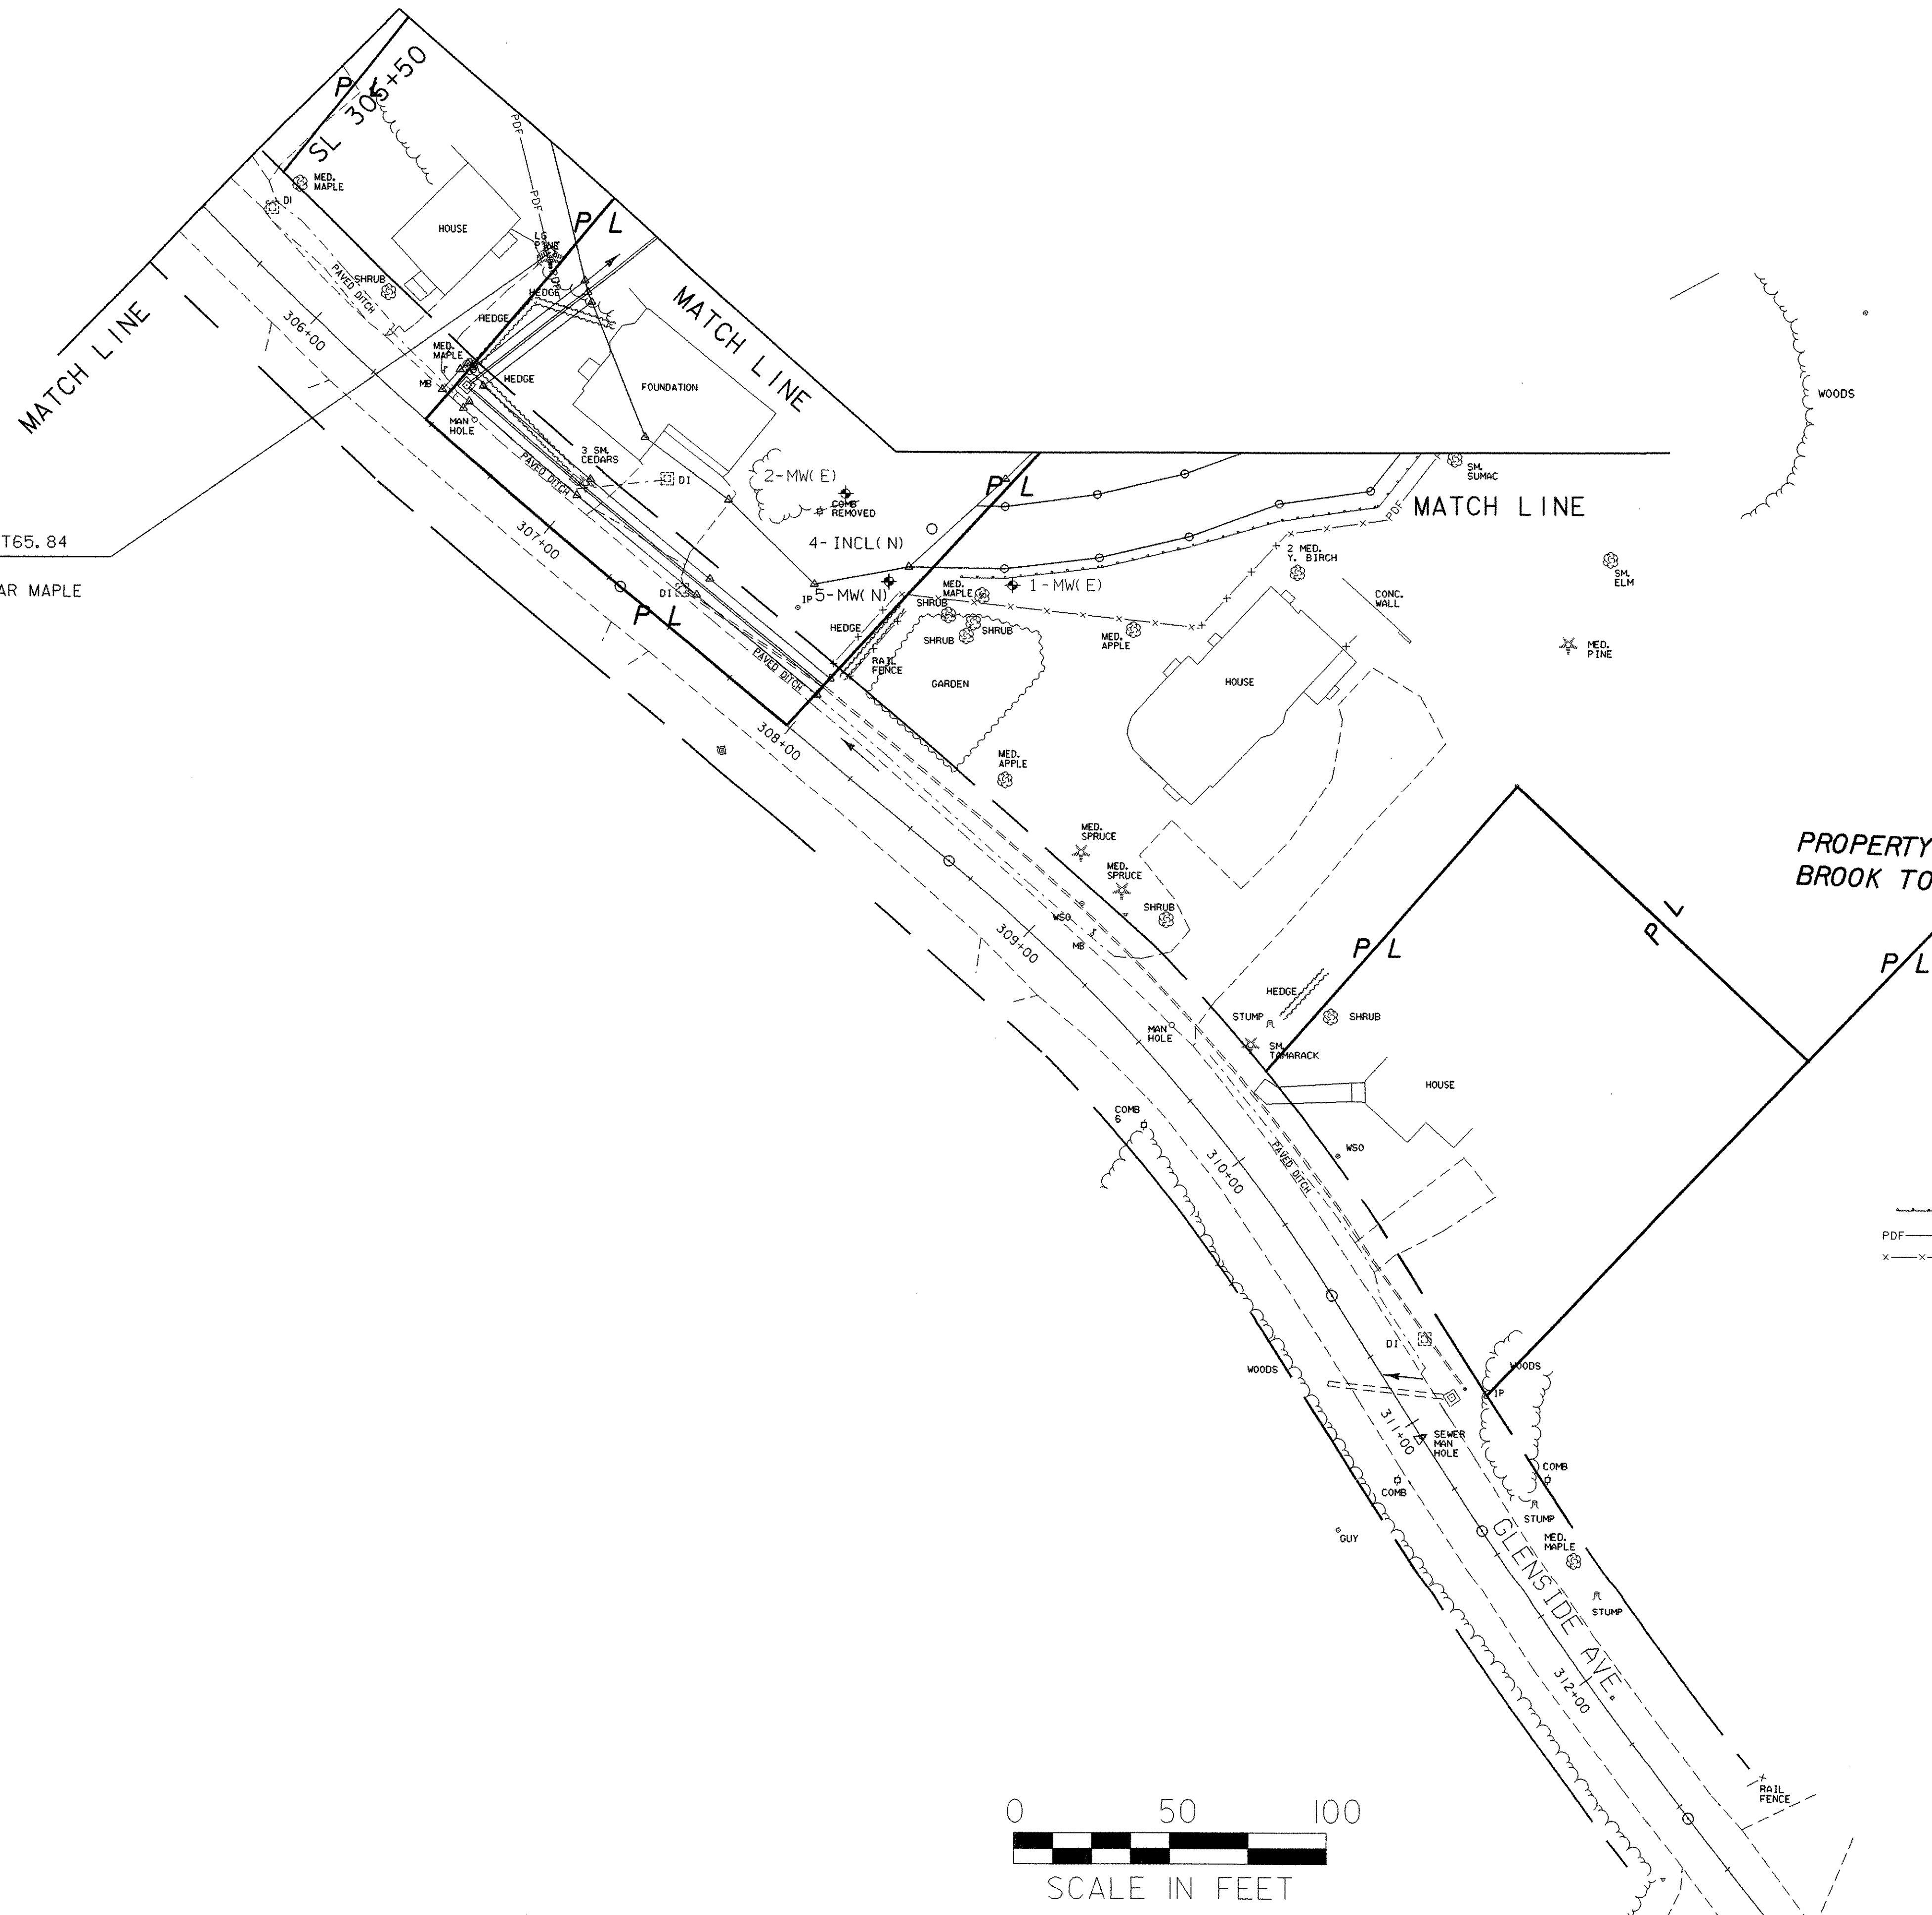 P L
SL 305+50
MED.
MAPLE
DI
HOUSE
PDF
PDF
LG
PINE
P L
SHRUB
PAVED DITCH
HEDGE
HEDGE
MATCH LINE
MATCH LINE
306+00
MED.
MAPLE
MB
HEDGE
FOUNDATION
MAN
HOLE
3 SM.
CEDARS
PAVED DITCH
DI
2-MW(E)
COMB
REMOVED
P L
SM.
SUMAC
PDF
MATCH LINE
WOODS
T65.84
AR MAPLE
307+00
4-INCL(N)
2 MED.
Y. BIRCH
SM.
ELM
DI
IP
5-MW(N)
MED.
MAPLE
1-MW(E)
CONC.
WALL
P L
SHRUB
SHRUB
SHRUB
HEDGE
MED.
APPLE
MED.
PINE
PAVED DITCH
RAIL
FENCE
GARDEN
HOUSE
308+00
MED.
APPLE
MED.
SPRUCE
MED.
SPRUCE
SHRUB
WSO
MB
309+00
PROPERTY
BROOK TO
P L
P L
P L
HEDGE
STUMP
SHRUB
MAN
HOLE
SM.
TAMARACK
HOUSE
COMB
6
310+00
PAVED DITCH
WSO
PDF
DI
WOODS
WOODS
IP
311+00
SEWER
MAN
HOLE
COMB
COMB
STUMP
GUY
MED.
MAPLE
GLENSIDE AVE.
STUMP
312+00
RAIL
FENCE
0 50 100
SCALE IN FEET